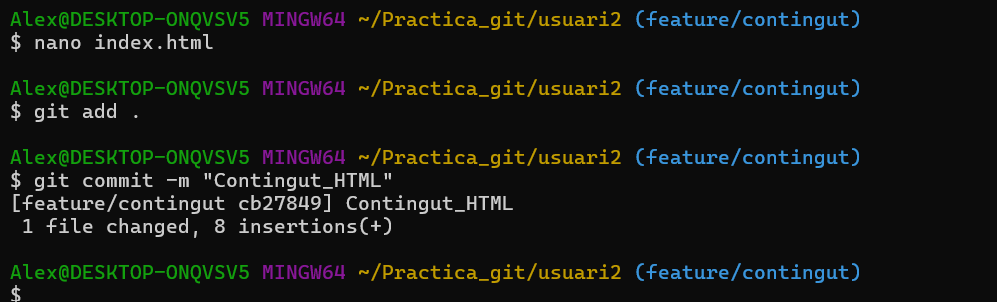 Alex@DESKTOP-ONQVSV5 MINGW64 ~/Practica_git/usuari2 (feature/contingut)
$ nano index.html
Alex@DESKTOP-ONQVSV5 MINGW64 ~/Practica_git/usuari2 (feature/contingut)
$ git add .
Alex@DESKTOP-ONQVSV5 MINGW64 ~/Practica_git/usuari2 (feature/contingut)
$ git commit -m "Contingut_HTML"
[feature/contingut cb27849] Contingut_HTML
 1 file changed, 8 insertions(+)
Alex@DESKTOP-ONQVSV5 MINGW64 ~/Practica_git/usuari2 (feature/contingut)
$